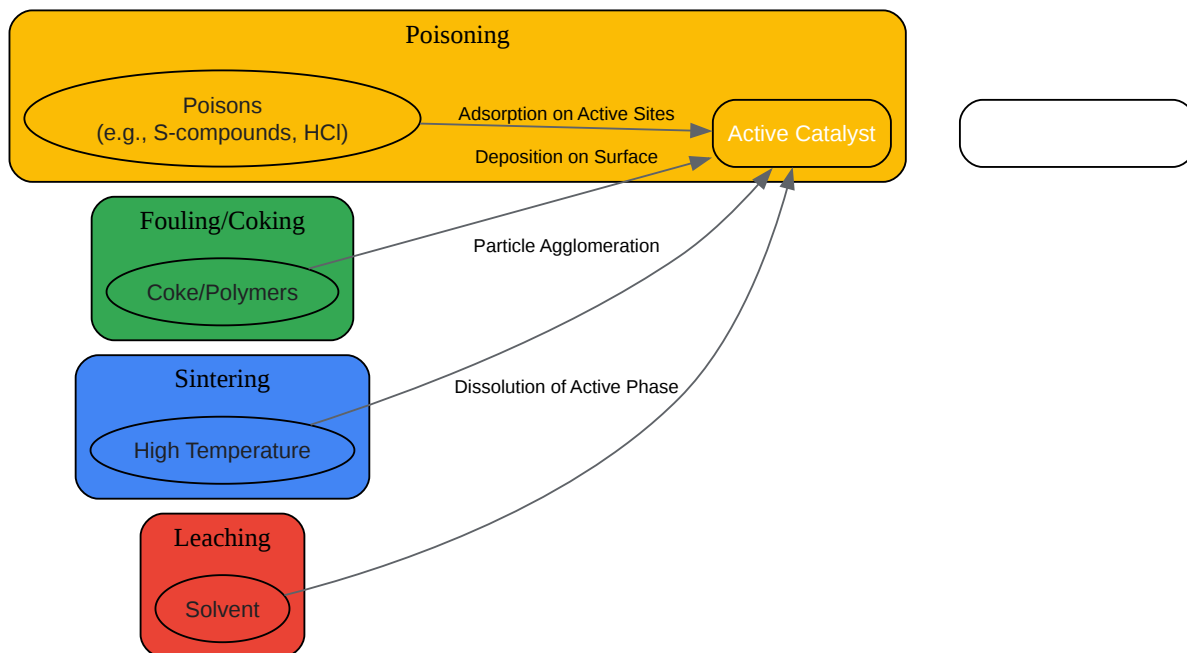 Poisoning
Poisons
(e.g., S-compounds, HCl)
Adsorption on Active Sites
Active Catalyst
Deposition on Surface
Fouling/Coking
Coke/Polymers
Particle Agglomeration
Sintering
High Temperature
Dissolution of Active Phase
Leaching
Solvent